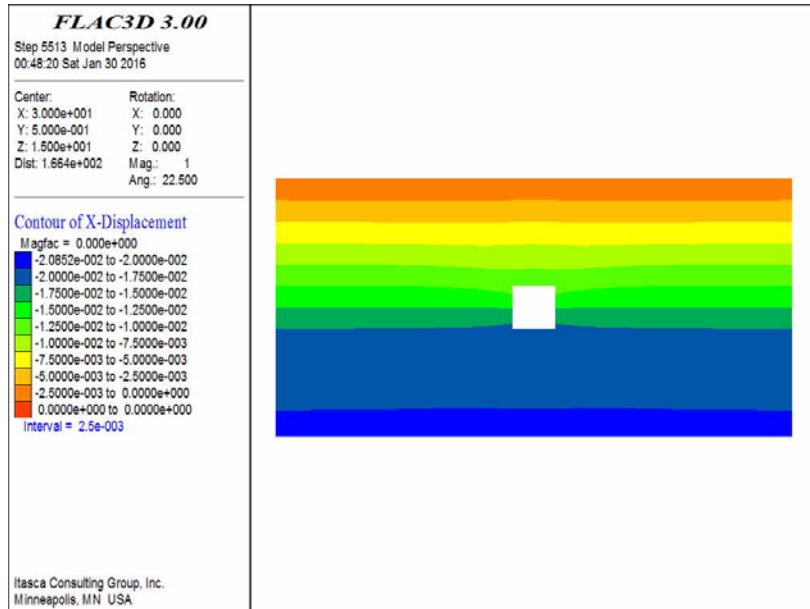 FLAC3D 3.00
Step 5513 Model Perspective
00:48:20 Sat Jan 30 2016
Center: Rotation:
X: 3.000e+001 X: 0.000
Y: 5.000e-001 Y: 0.000
Z: 1.500e+001 Z: 0.000
Dist: 1.664e+002 Mag.: 1
Ang.: 22.500
Contour of X-Displacement
Magfac = 0.000e+000
-2.0852e-002 to -2.0000e-002
-2.0000e-002 to -1.7500e-002
-1.7500e-002 to -1.5000e-002
-1.5000e-002 to -1.2500e-002
-1.2500e-002 to -1.0000e-002
-1.0000e-002 to -7.5000e-003
-7.5000e-003 to -5.0000e-003
-5.0000e-003 to -2.5000e-003
-2.5000e-003 to 0.0000e+000
0.0000e+000 to 0.0000e+000
Interval = 2.5e-003
Itasca Consulting Group, Inc.
Minneapolis, MN USA